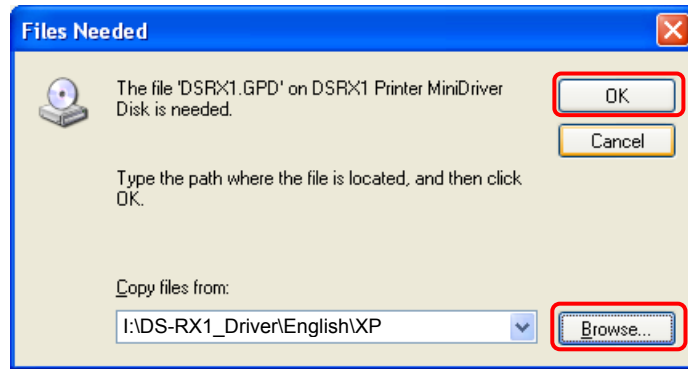 Files Needed
The file 'DSRX1.GPD' on DSRX1 Printer MiniDriver
Disk is needed.
OK
Cancel
Type the path where the file is located, and then click
OK.
Copy files from:
I:\DS-RX1_Driver\English\XP
Browse...